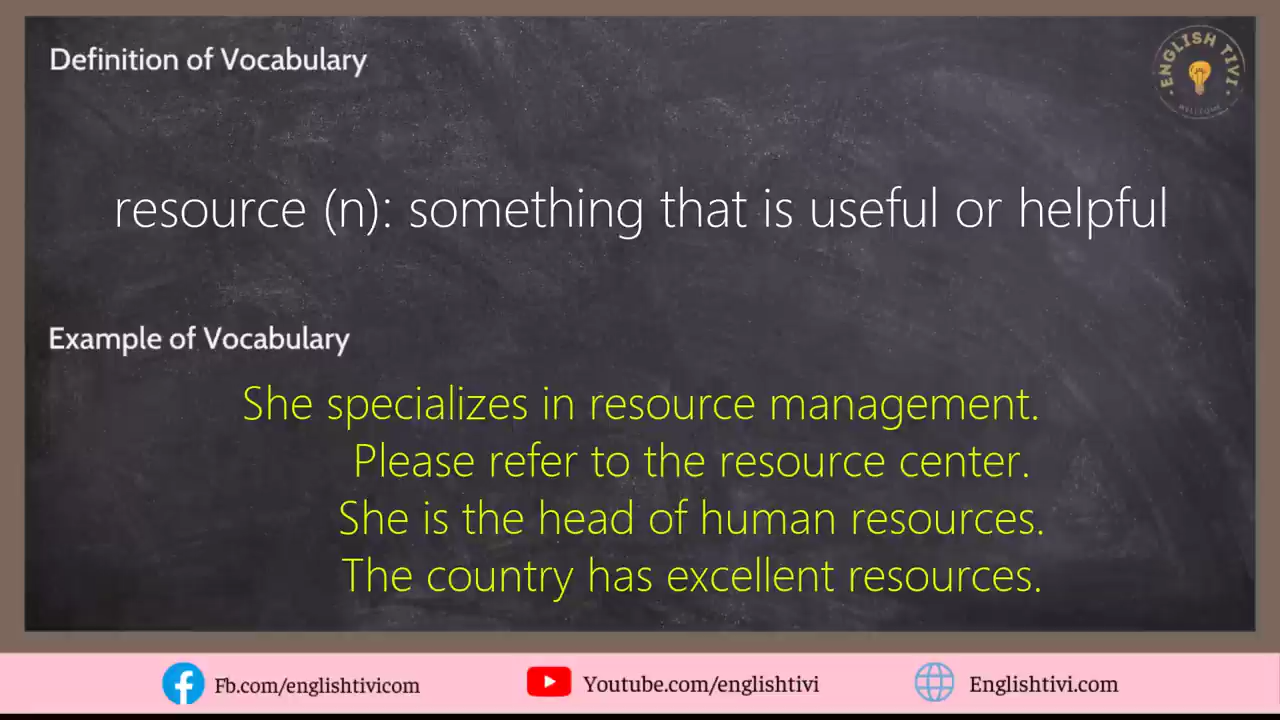 Definition of Vocabulary
ENGLISH TIVI
WELLCOME
resource (n): something that is useful or helpful
Example of Vocabulary
She specializes in resource management.
Please refer to the resource center.
She is the head of human resources.
The country has excellent resources.
Fb.com/englishtivicom
Youtube.com/englishtivi
Englishtivi.com